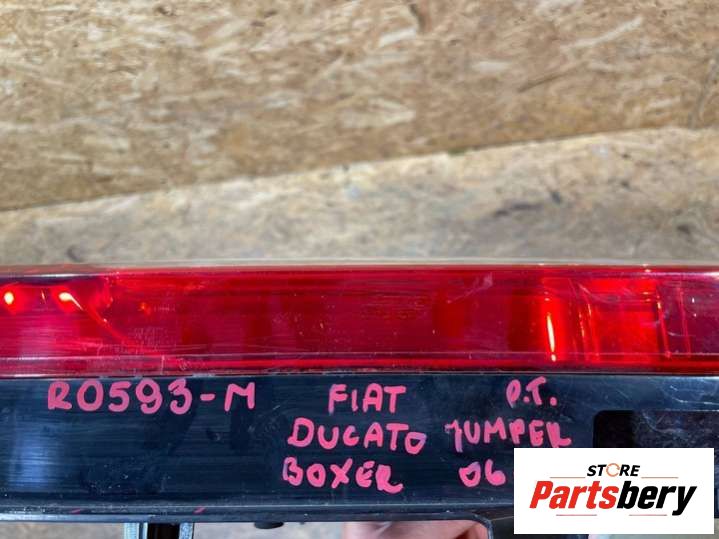 R0593-M FIAT P.T.
DUCATO JUMPER
BOXER 06
STORE
Partsbery